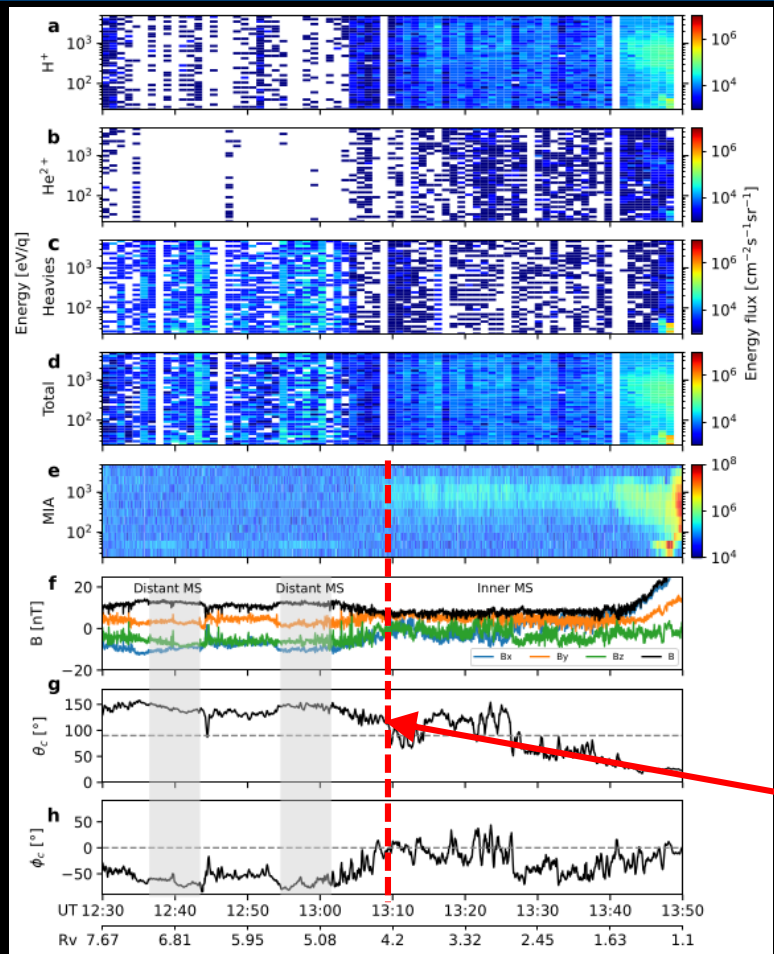 a
H⁺
10³
10²
10⁶
10⁴
b
He²⁺
10³
10²
10⁶
10⁴
c
Energy [eV/q]
Heavies
10³
10²
10⁶
10⁴
Energy flux [cm⁻²s⁻¹sr⁻¹]
d
Total
10³
10²
10⁶
10⁴
e
MIA
10³
10²
10⁸
10⁶
10⁴
f
B [nT]
20
0
−20
Distant MS Distant MS Inner MS
Bx By Bz B
g
θc [°]
150
100
50
0
h
ϕc [°]
50
0
−50
UT 12:30 12:40 12:50 13:00 13:10 13:20 13:30 13:40 13:50
Rv 7.67 6.81 5.95 5.08 4.2 3.32 2.45 1.63 1.1